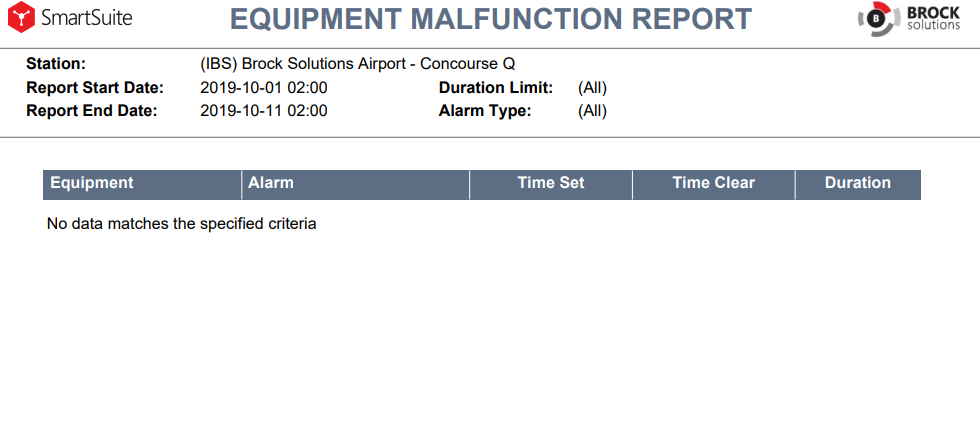 SmartSuite
EQUIPMENT MALFUNCTION REPORT
B BROCK
solutions
Station: (IBS) Brock Solutions Airport - Concourse Q
Report Start Date: 2019-10-01 02:00 Duration Limit: (All)
Report End Date: 2019-10-11 02:00 Alarm Type: (All)
Equipment Alarm Time Set Time Clear Duration
No data matches the specified criteria